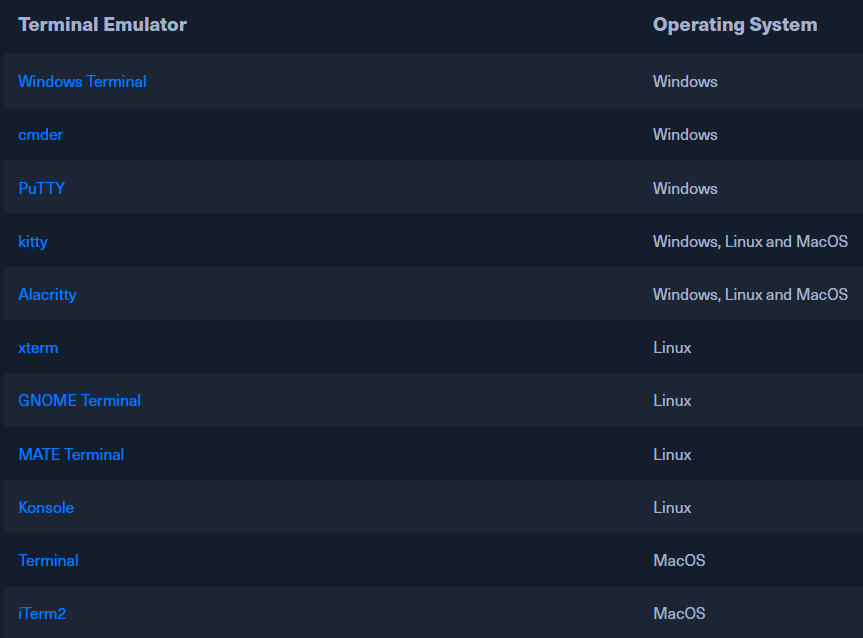 Terminal Emulator Operating System
Windows Terminal Windows
cmder Windows
PuTTY Windows
kitty Windows, Linux and MacOS
Alacritty Windows, Linux and MacOS
xterm Linux
GNOME Terminal Linux
MATE Terminal Linux
Konsole Linux
Terminal MacOS
iTerm2 MacOS